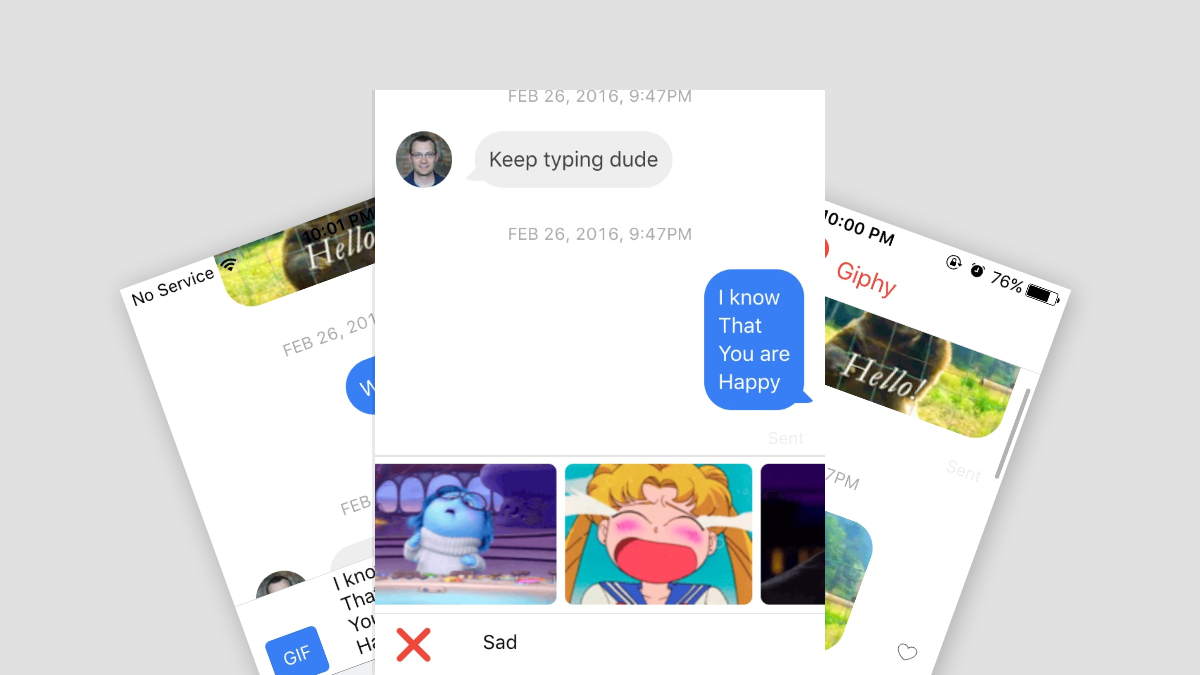 No Service
10:01 PM
Hello
FEB 26, 201
W
FEB
I kno
Tha
You
Ha
GIF
FEB 26, 2016, 9:47PM
Keep typing dude
FEB 26, 2016, 9:47PM
I know
That
You are
Happy
Sent
Sad
10:00 PM
76%
Giphy
Hello!
Sent
7PM